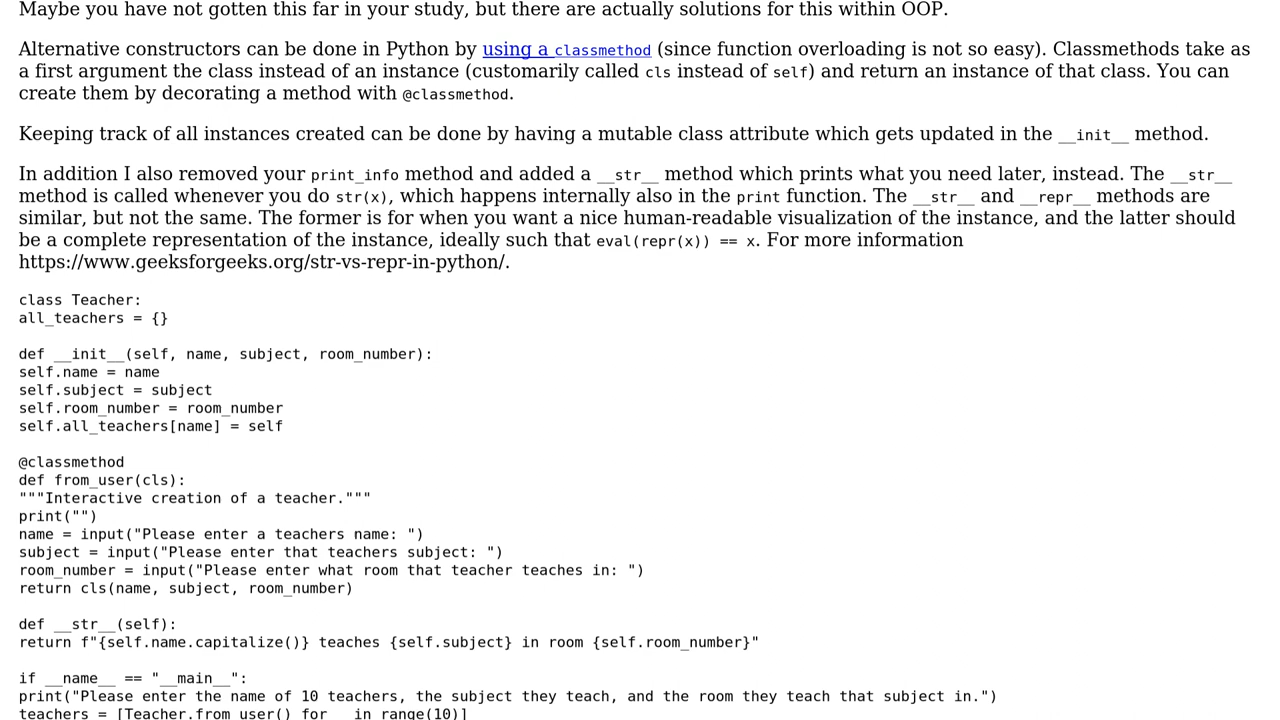 Maybe you have not gotten this far in your study, but there are actually solutions for this within OOP.
Alternative constructors can be done in Python by using a classmethod (since function overloading is not so easy). Classmethods take as
a first argument the class instead of an instance (customarily called cls instead of self) and return an instance of that class. You can
create them by decorating a method with @classmethod.
Keeping track of all instances created can be done by having a mutable class attribute which gets updated in the __init__ method.
In addition I also removed your print_info method and added a __str__ method which prints what you need later, instead. The __str__
method is called whenever you do str(x), which happens internally also in the print function. The __str__ and __repr__ methods are
similar, but not the same. The former is for when you want a nice human-readable visualization of the instance, and the latter should
be a complete representation of the instance, ideally such that eval(repr(x)) == x. For more information
https://www.geeksforgeeks.org/str-vs-repr-in-python/.
class Teacher:
all_teachers = {}
def __init__(self, name, subject, room_number):
self.name = name
self.subject = subject
self.room_number = room_number
self.all_teachers[name] = self
@classmethod
def from_user(cls):
"""Interactive creation of a teacher."""
print("")
name = input("Please enter a teachers name: ")
subject = input("Please enter that teachers subject: ")
room_number = input("Please enter what room that teacher teaches in: ")
return cls(name, subject, room_number)
def __str__(self):
return f"{self.name.capitalize()} teaches {self.subject} in room {self.room_number}"
if __name__ == "__main__":
print("Please enter the name of 10 teachers, the subject they teach, and the room they teach that subject in.")
teachers = [Teacher.from_user() for _ in range(10)]